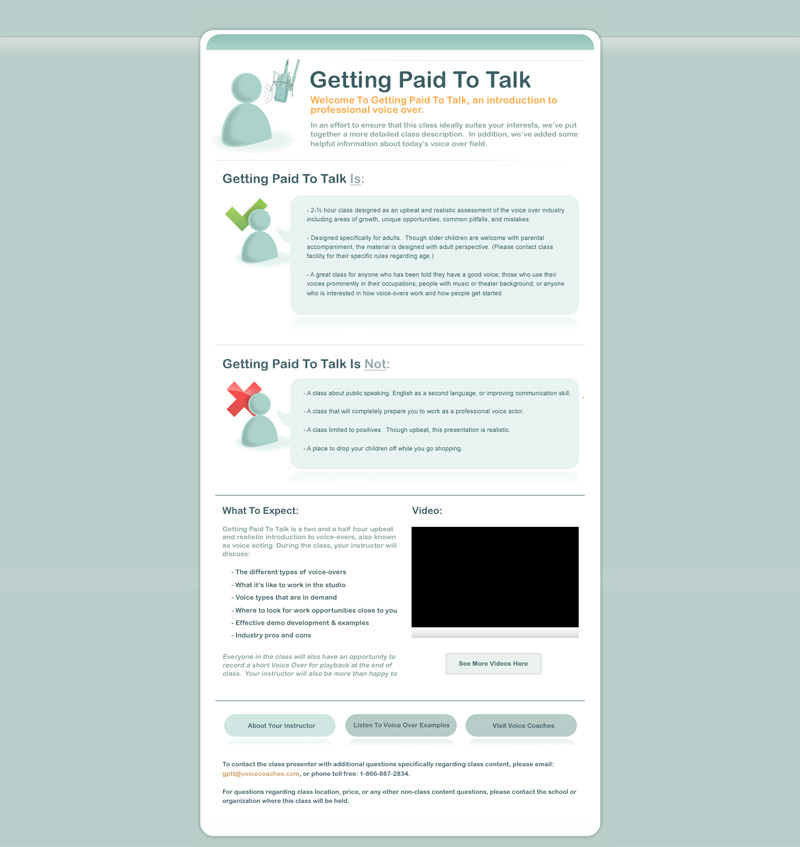 Getting Paid To Talk
Welcome To Getting Paid To Talk, an introduction to
professional voice over.
In an effort to ensure that this class ideally suites your interests, we've put
together a more detailed class description.  In addition, we've added some
helpful information about today's voice over field.
Getting Paid To Talk Is:
- 2-½ hour class designed as an upbeat and realistic assessment of the voice over industry
including areas of growth, unique opportunities, common pitfalls, and mistakes.
- Designed specifically for adults.  Though older children are welcome with parental
accompaniment, the material is designed with adult perspective. (Please contact class
facility for their specific rules regarding age.)
- A great class for anyone who has been told they have a good voice; those who use their
voices prominently in their occupations; people with music or theater background; or anyone
who is interested in how voice-overs work and how people get started.
Getting Paid To Talk Is Not:
- A class about public speaking, English as a second language, or improving communication skill.
- A class that will completely prepare you to work as a professional voice actor.
- A class limited to positives.  Though upbeat, this presentation is realistic.
- A place to drop your children off while you go shopping.
What To Expect:
Getting Paid To Talk is a two and a half hour upbeat
and realistic introduction to voice-overs, also known
as voice acting. During the class, your instructor will
discuss:
- The different types of voice-overs
- What it's like to work in the studio
- Voice types that are in demand
- Where to look for work opportunities close to you
- Effective demo development & examples
- Industry pros and cons
Everyone in the class will also have an opportunity to
record a short Voice Over for playback at the end of
class.  Your instructor will also be more than happy to
Video:
See More Videos Here
About Your Instructor
Listen To Voice Over Examples
Visit Voice Coaches
To contact the class presenter with additional questions specifically regarding class content, please email:
gptt@voicecoaches.com, or phone toll free: 1-866-887-2834.
For questions regarding class location, price, or any other non-class content questions, please contact the school or
organization where this class will be held.